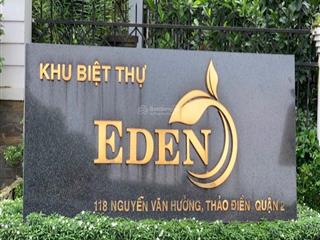 KHU BIỆT THỰ
EDEN
118 NGUYỄN VĂN HƯỞNG, THẢO ĐIỀN, QUẬN 2